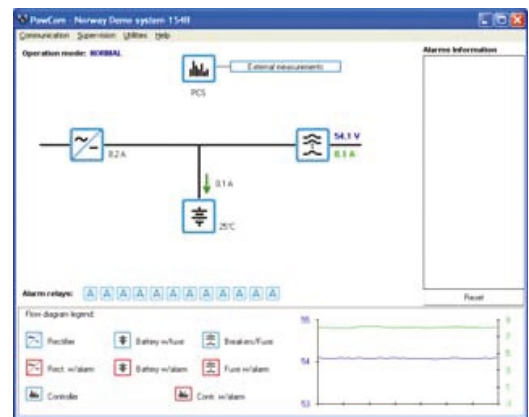 PowCom - Norway Demo system 1548
Communication Supervision Utilities Help
Operation mode: NORMAL
Alarms Information
External measurements
PCS
54.1 V
0.2 A
0.1 A
0.1 A
25°C
Alarm relays: A A A A A A A A A A A A
Reset
Flow diagram legend:
Rectifier
Battery w/fuse
Breakers/Fuse
Rect. w/alarm
Battery w/alarm
Fuse w/alarm
Controller
Contr. w/alarm
55
54
53